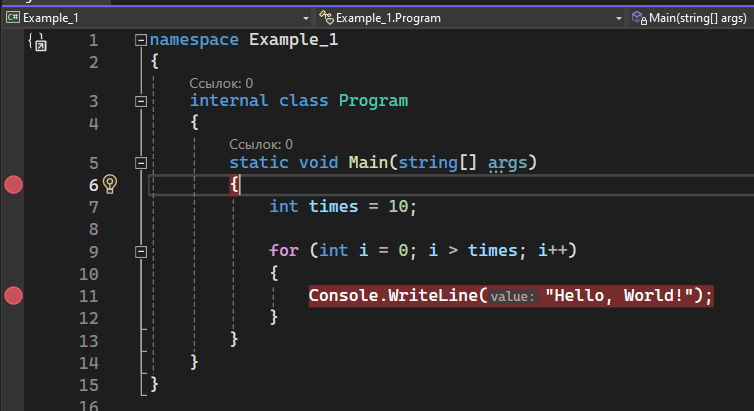 C# Example_1 Example_1.Program Main(string[] args)
1 namespace Example_1
2 {
Ссылок: 0
3 internal class Program
4 {
Ссылок: 0
5 static void Main(string[] args)
6 {
7 int times = 10;
8
9 for (int i = 0; i > times; i++)
10 {
11 Console.WriteLine(value: "Hello, World!");
12 }
13 }
14 }
15 }